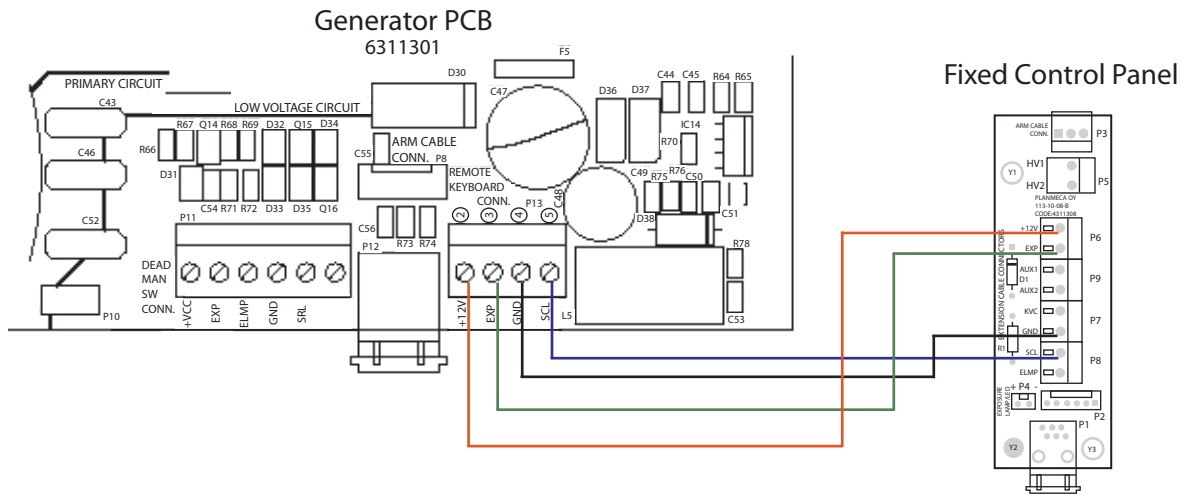 Generator PCB
6311301
Fixed Control Panel
PRIMARY CIRCUIT
LOW VOLTAGE CIRCUIT
C43
C46
C52
P10
R66
R67
Q14
R68
R69
D32
Q15
D34
D31
C54
R71
R72
D33
D35
Q16
D30
F5
C47
C55
ARM CABLE
CONN.
P8
REMOTE
KEYBOARD
CONN.
P13
C48
2
3
4
5
D36
D37
C44
C45
R64
R65
R70
IC14
C49
R75
R76
C50
C51
D38
R78
C53
L5
P11
DEAD
MAN
SW
CONN.
+VCC
EXP
ELMP
GND
SRL
C56
R73
R74
P12
+12V
EXP
GND
SCL
ARM CABLE
CONN.
P3
Y1
HV1
HV2
P5
PLANMECA OY
113-10-08-B
CODE:4311308
+12V
EXP
P6
AUX1
D1
AUX2
P9
KVC
GND
P7
R1
SCL
ELMP
P8
EXTENSION CABLE CONNECTORS
+ P4 -
EXPOSURE
LAMP/LED
P2
P1
Y2
Y3